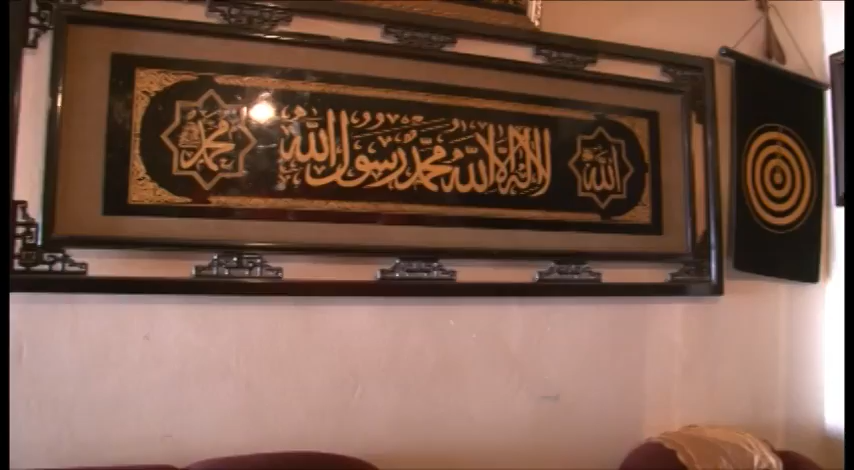 الله
لا إله إلا الله محمد رسول الله
محمد